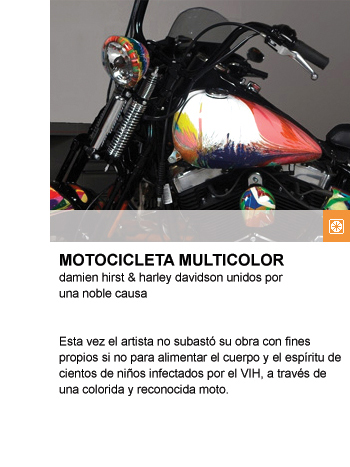 MOTOCICLETA MULTICOLOR
damien hirst & harley davidson unidos por
una noble causa
Esta vez el artista no subastó su obra con fines
propios si no para alimentar el cuerpo y el espíritu de
cientos de niños infectados por el VIH, a través de
una colorida y reconocida moto.